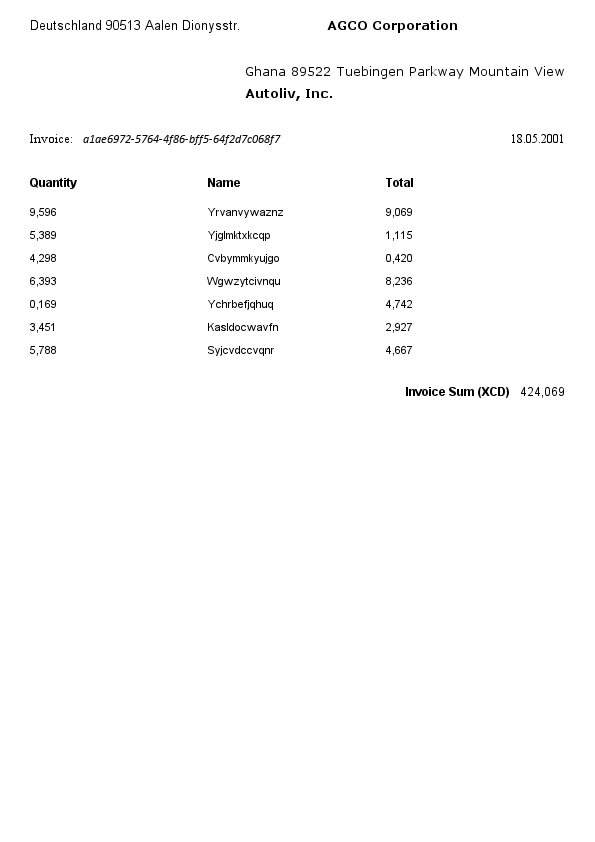 Deutschland 90513 Aalen Dionysstr. AGCO Corporation
Ghana 89522 Tuebingen Parkway Mountain View
Autoliv, Inc.
Invoice: a1ae6972-5764-4f86-bff5-64f2d7c068f7 18.05.2001
Quantity Name Total
9,596 Yrvanvywaznz 9,069
5,389 Yjglmktxkcqp 1,115
4,298 Cvbymmkyujgo 0,420
6,393 Wgwzytcivnqu 8,236
0,169 Ychrbefjqhuq 4,742
3,451 Kasldocwavfn 2,927
5,788 Syjcvdccvqnr 4,667
Invoice Sum (XCD) 424,069